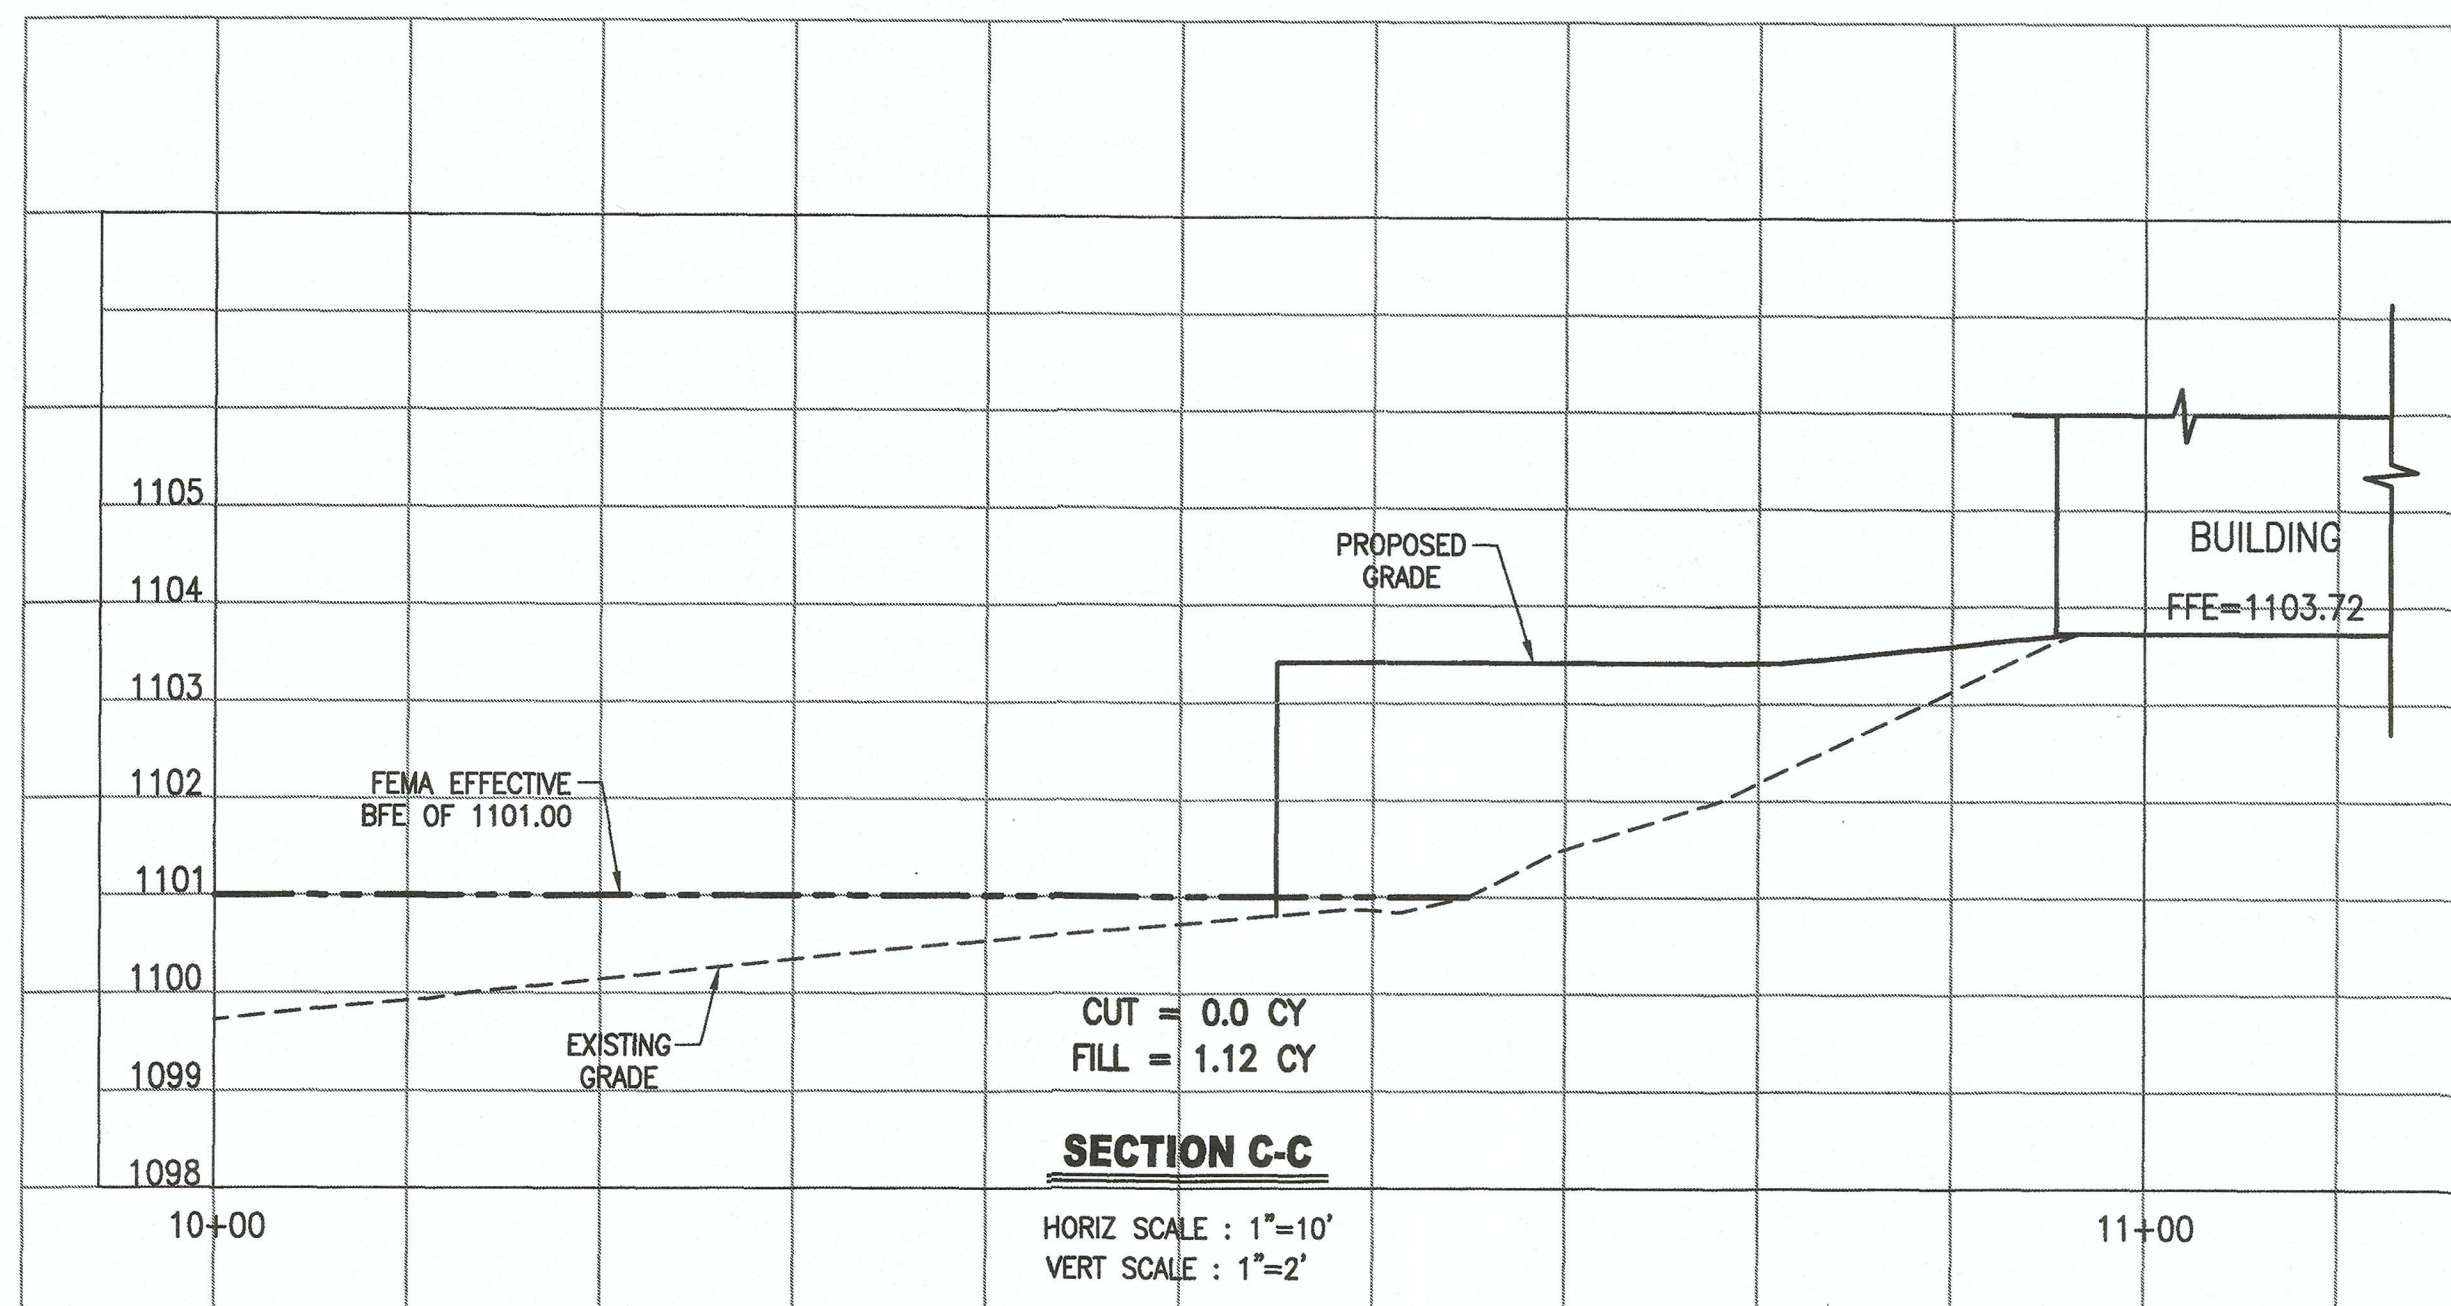 1105
PROPOSED
GRADE
BUILDING
1104
FFE=1103.72
1103
FEMA EFFECTIVE
BFE OF 1101.00
1102
1101
1100
EXISTING
GRADE
CUT = 0.0 CY
FILL = 1.12 CY
1099
SECTION C-C
1098
10+00
HORIZ SCALE : 1"=10'
VERT SCALE : 1"=2'
11+00